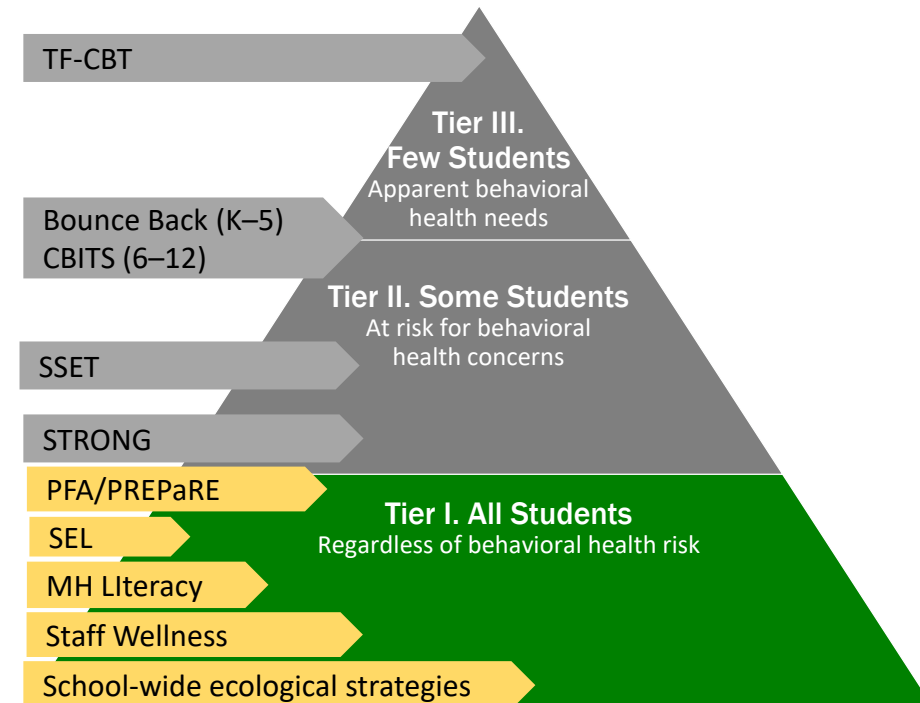 TF-CBT
Tier III.
Few Students
Apparent behavioral
health needs
Bounce Back (K–5)
CBITS (6–12)
Tier II. Some Students
At risk for behavioral
health concerns
SSET
STRONG
PFA/PREPaRE
Tier I. All Students
Regardless of behavioral health risk
SEL
MH LIteracy
Staff Wellness
School-wide ecological strategies